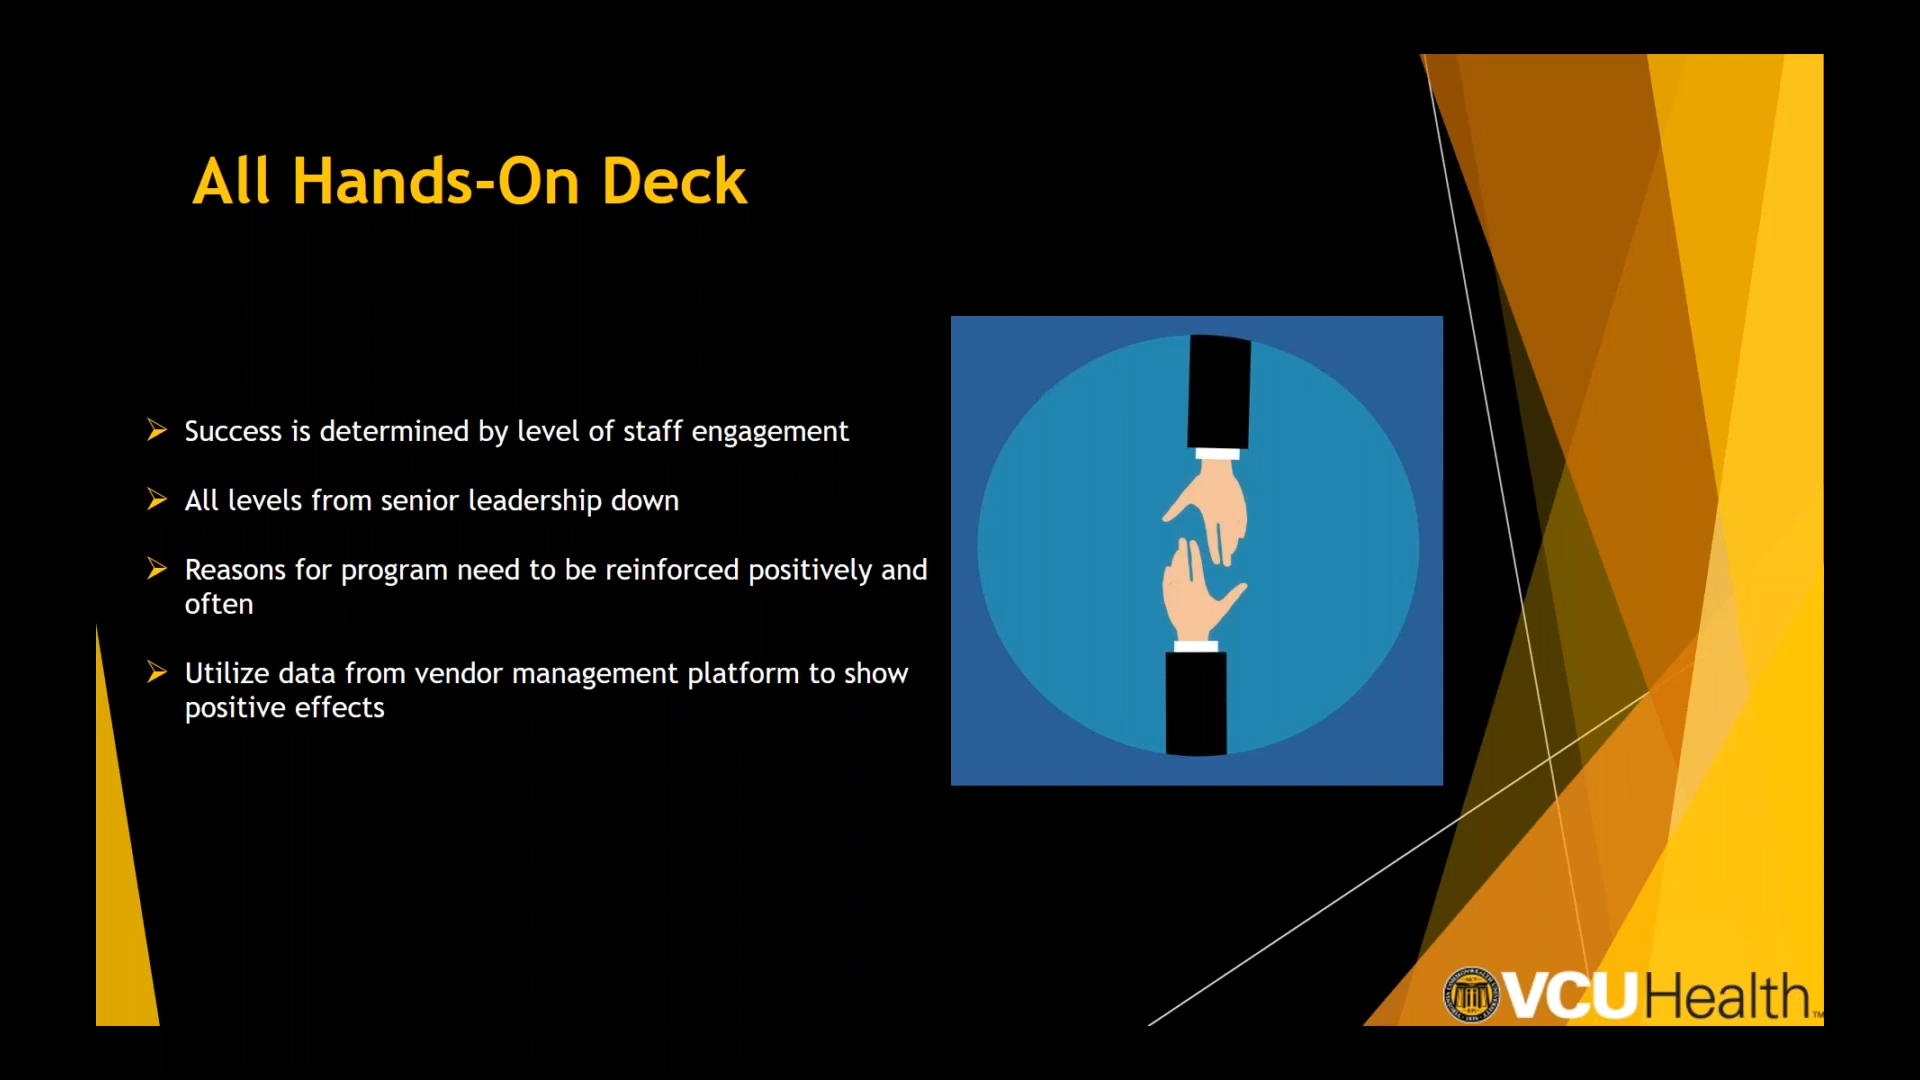 All Hands-On Deck
Success is determined by level of staff engagement
All levels from senior leadership down
Reasons for program need to be reinforced positively and
often
Utilize data from vendor management platform to show
positive effects
VCUHealth™